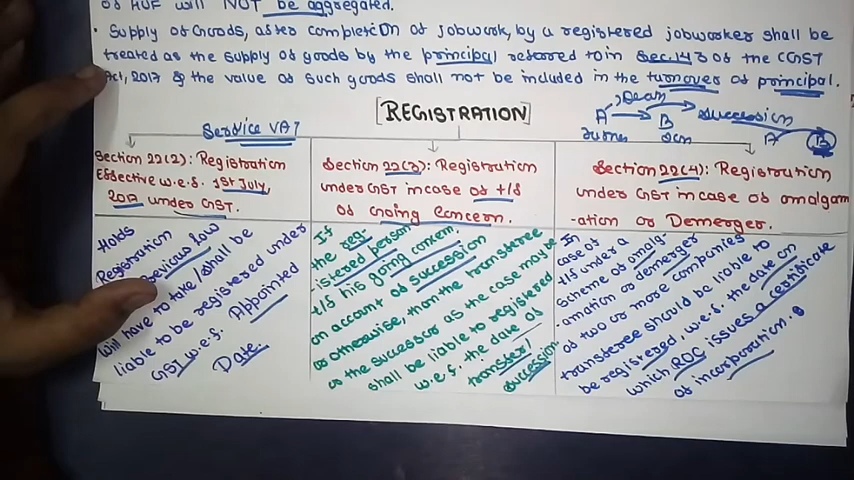 of HUF will NOT be aggregated.
• Supply of Goods, after completion of jobwork, by a registered jobworker shall be
treated as the supply of goods by the principal referred to in Sec.143 of the CGST
Act, 2017 & the value of such goods shall not be included in the turnover of principal.
[REGISTRATION]
Service VAT
A Death B succession
A B
Section 22(2): Registration
Effective w.e.f. 1st July,
2017 under GST.
Holds
Registration
Previous Law
will have to take/shall be
liable to be registered under
GST w.e.f. Appointed
Date.
Section 22(3): Registration
under GST in case of t/f
of Going Concern.
If
the reg-
istered person
t/f his going concern
on account of succession
or otherwise, then the transferee
or the successor as the case may be
shall be liable to registered
w.e.f. the date of
transfer/
succession.
Section 22(4): Registration
under GST in case of amalgam
-ation or Demerger.
In
case of
t/f under a
scheme of amalg-
amation or demerger
of two or more companies
transferee should be liable to
be registered, w.e.f. the date on
which ROC issues a certificate
of incorporation.